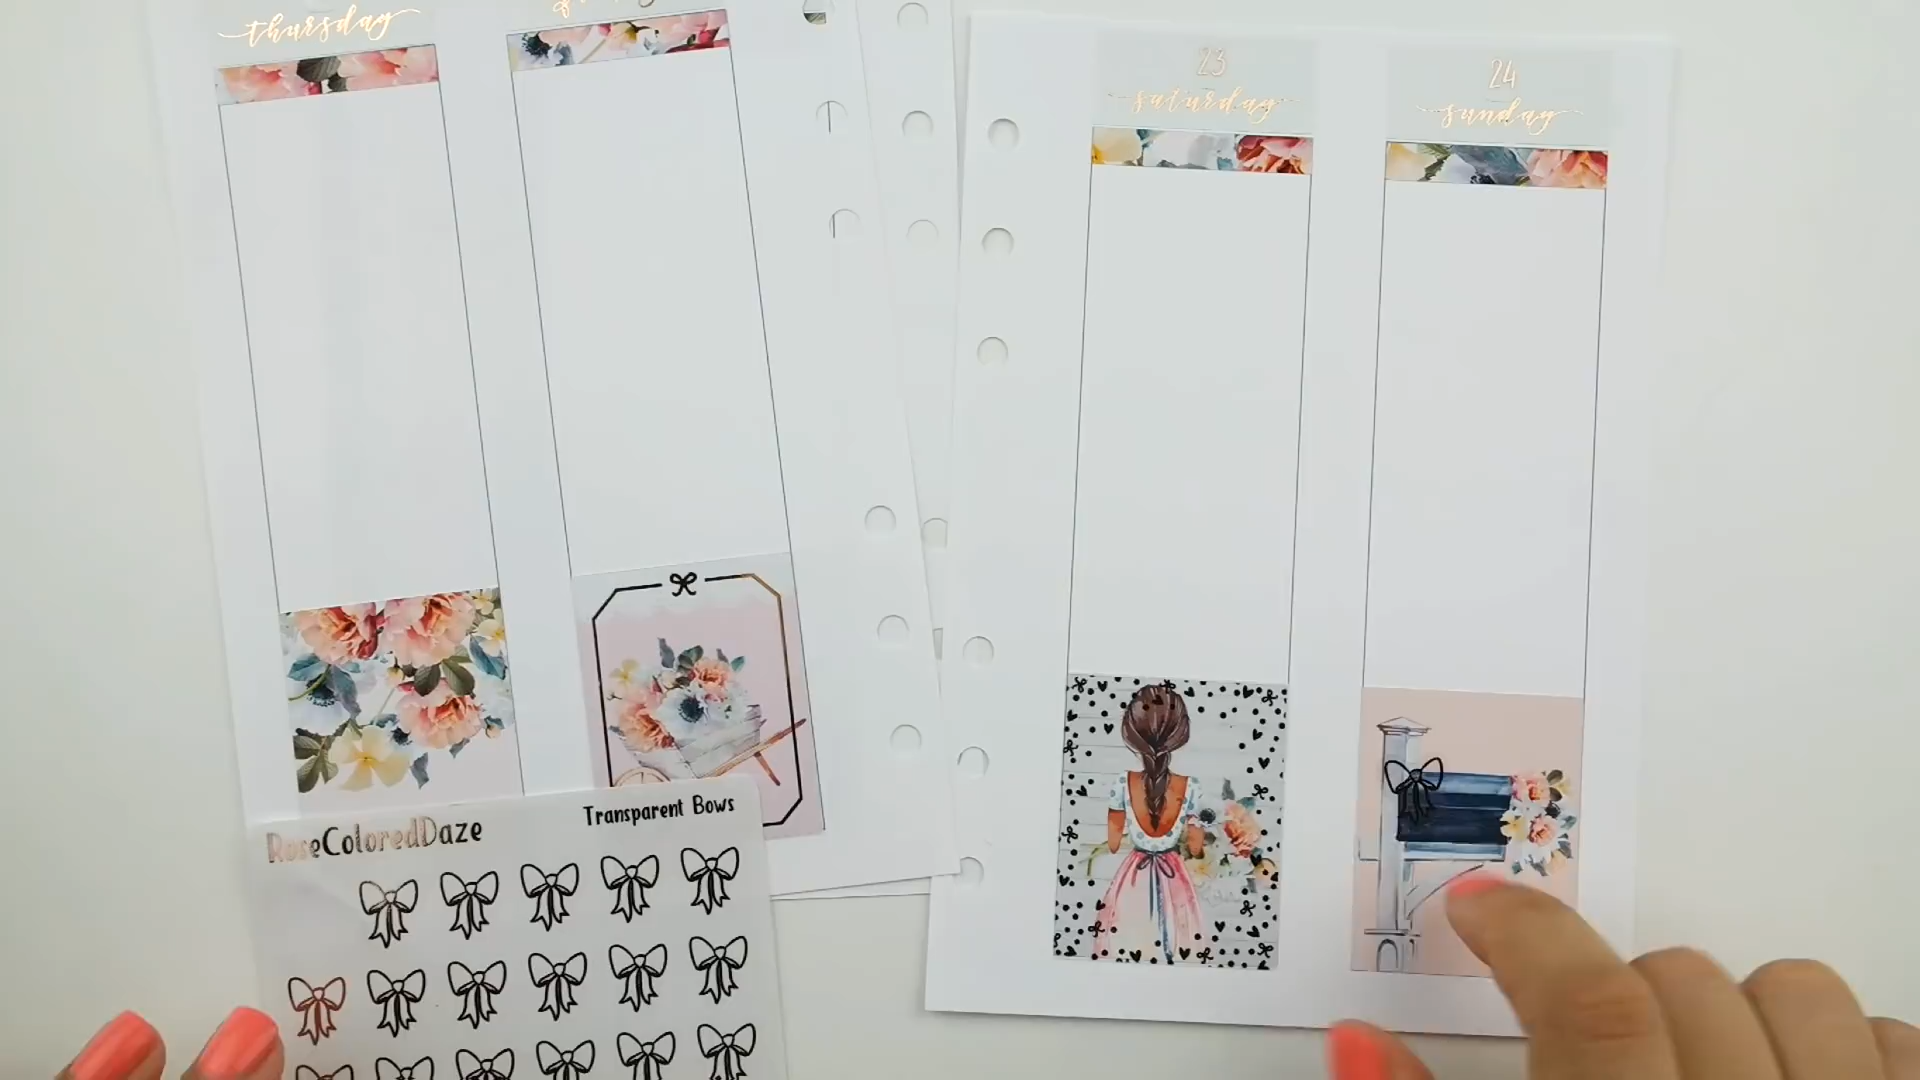 thursday
23
saturday
24
sunday
RoseColoredDaze
Transparent Bows